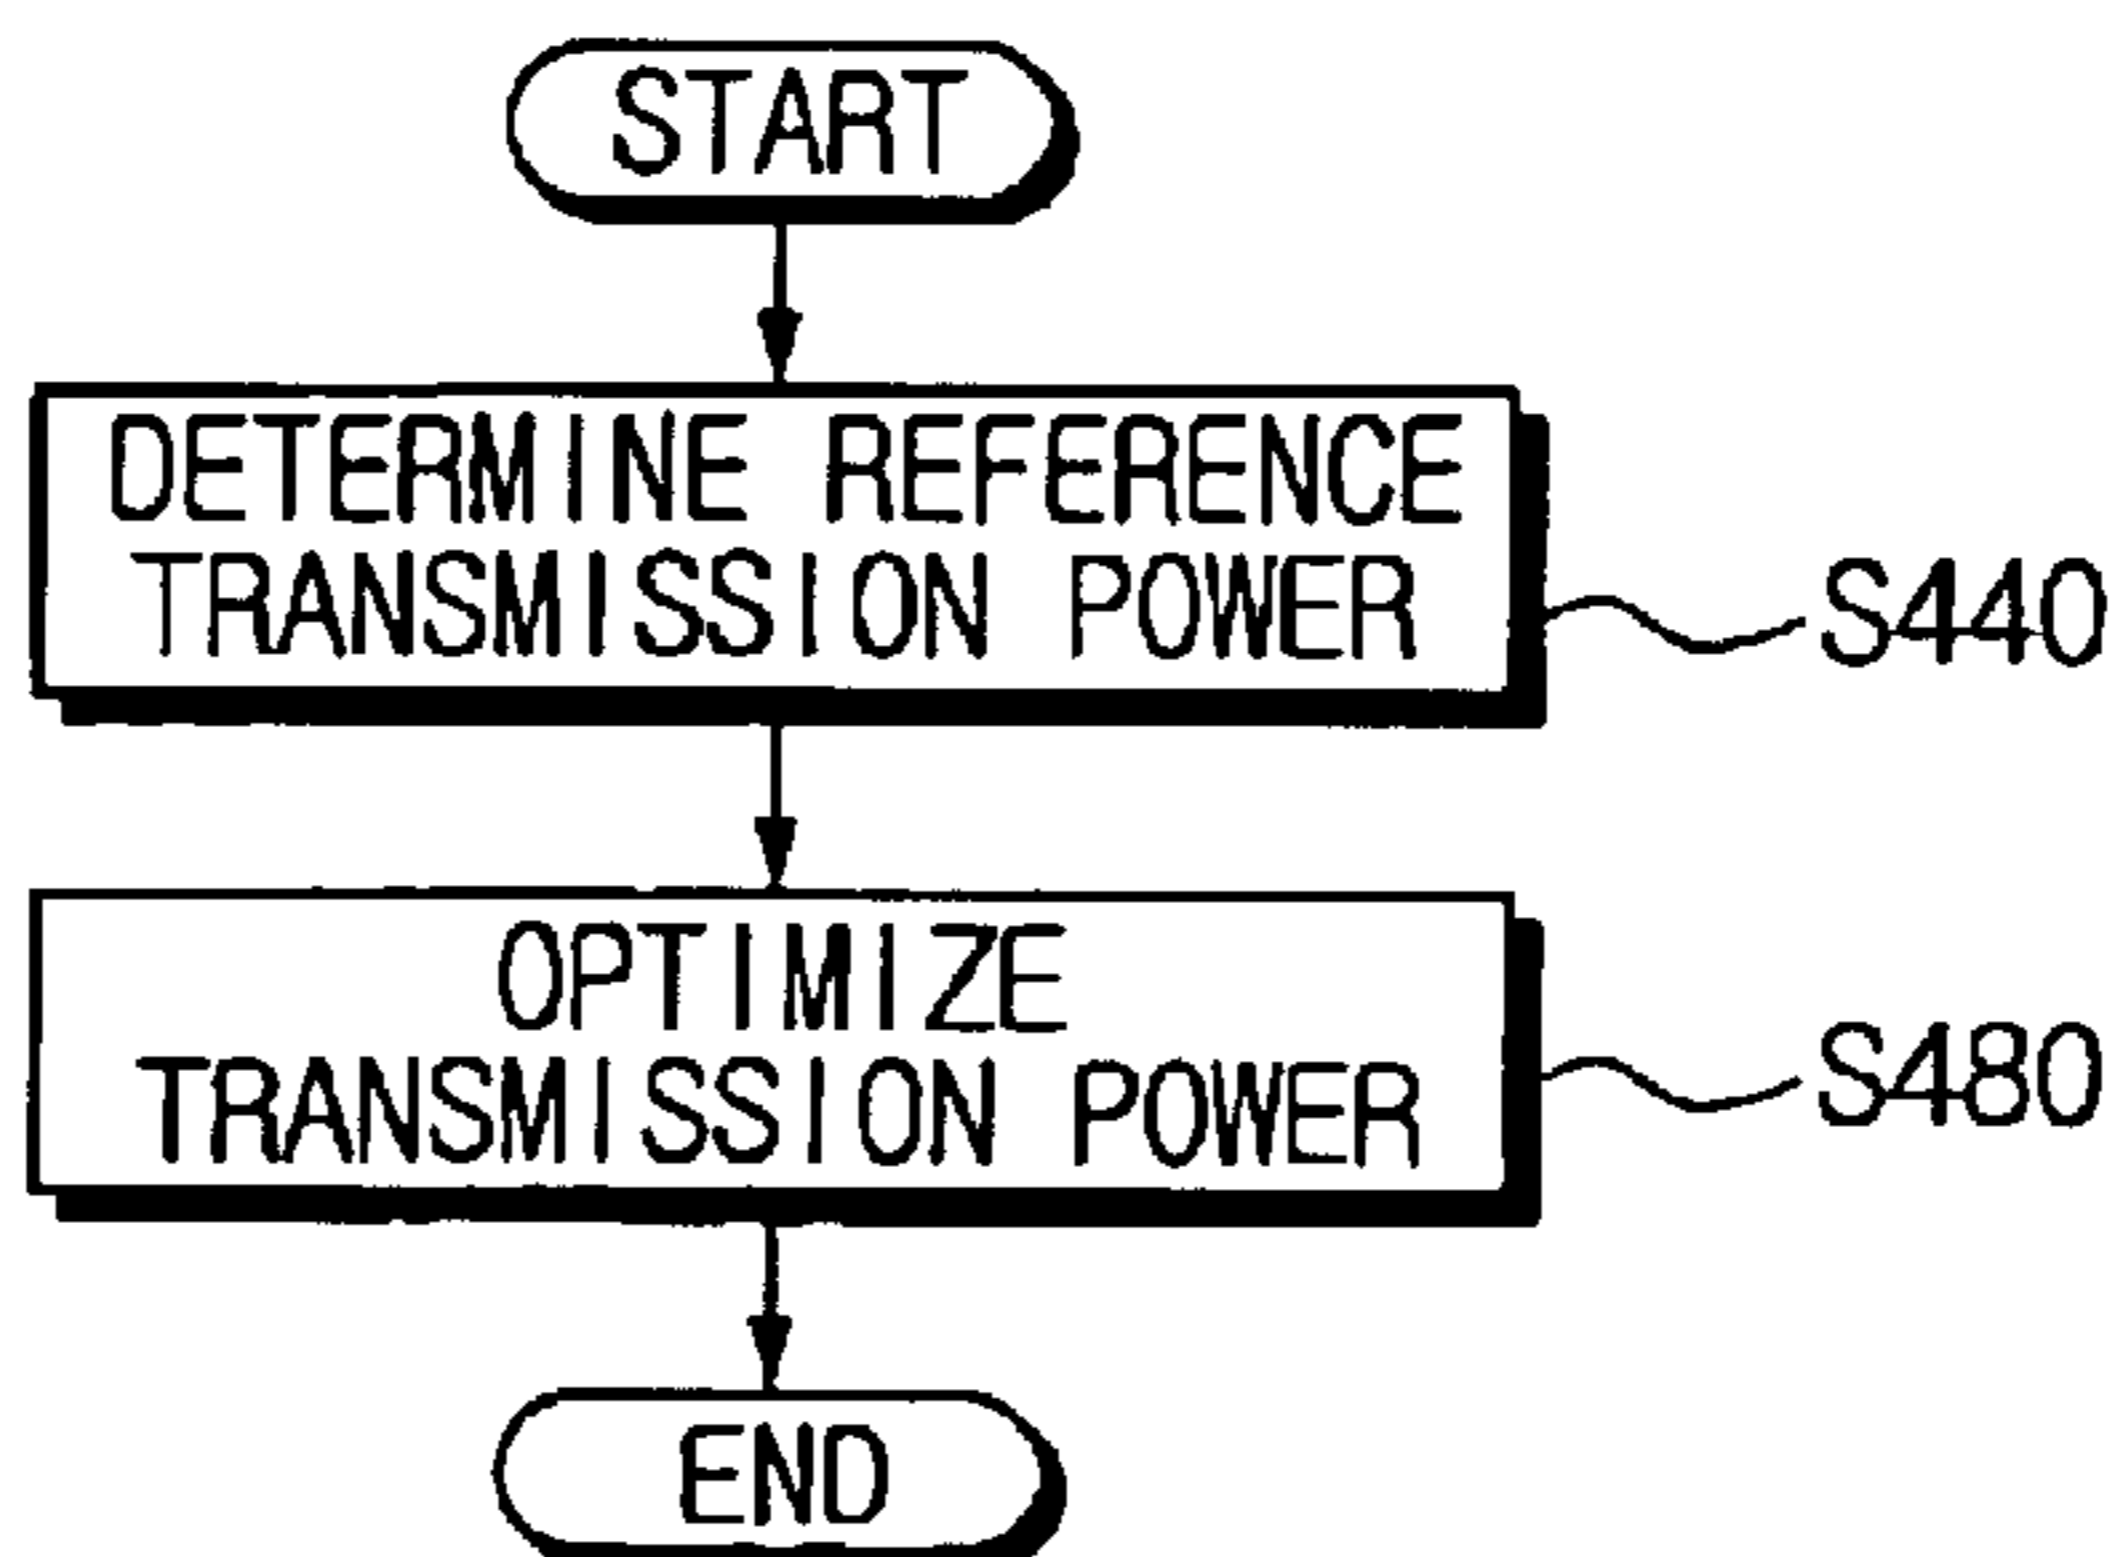 START
DETERMINE REFERENCE
TRANSMISSION POWER
S440
OPTIMIZE
TRANSMISSION POWER
S480
END